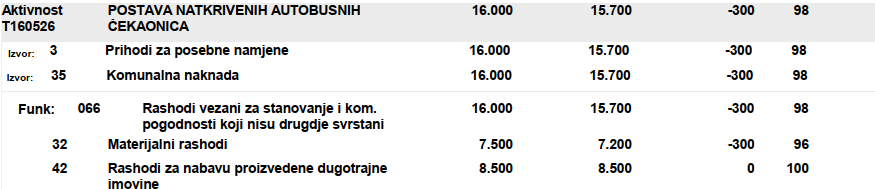 Aktivnost POSTAVA NATKRIVENIH AUTOBUSNIH 16.000 15.700 -300 98
T160526 ČEKAONICA
Izvor: 3 Prihodi za posebne namjene 16.000 15.700 -300 98
Izvor: 35 Komunalna naknada 16.000 15.700 -300 98
Funk: 066 Rashodi vezani za stanovanje i kom. 16.000 15.700 -300 98
pogodnosti koji nisu drugdje svrstani
32 Materijalni rashodi 7.500 7.200 -300 96
42 Rashodi za nabavu proizvedene dugotrajne 8.500 8.500 0 100
imovine